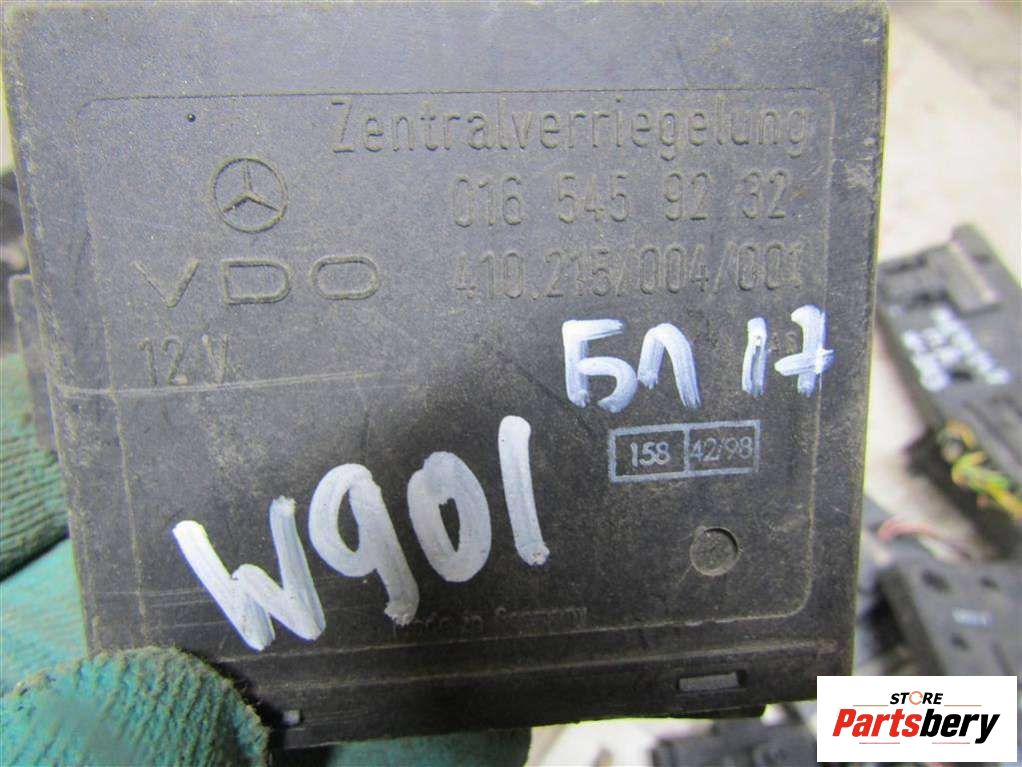 Zentralverriegelung
016 545 92 32
VDO 410.215/004/001
12 V
БЛ 17
158 42/98
W901
Made in Germany
STORE
Partsbery